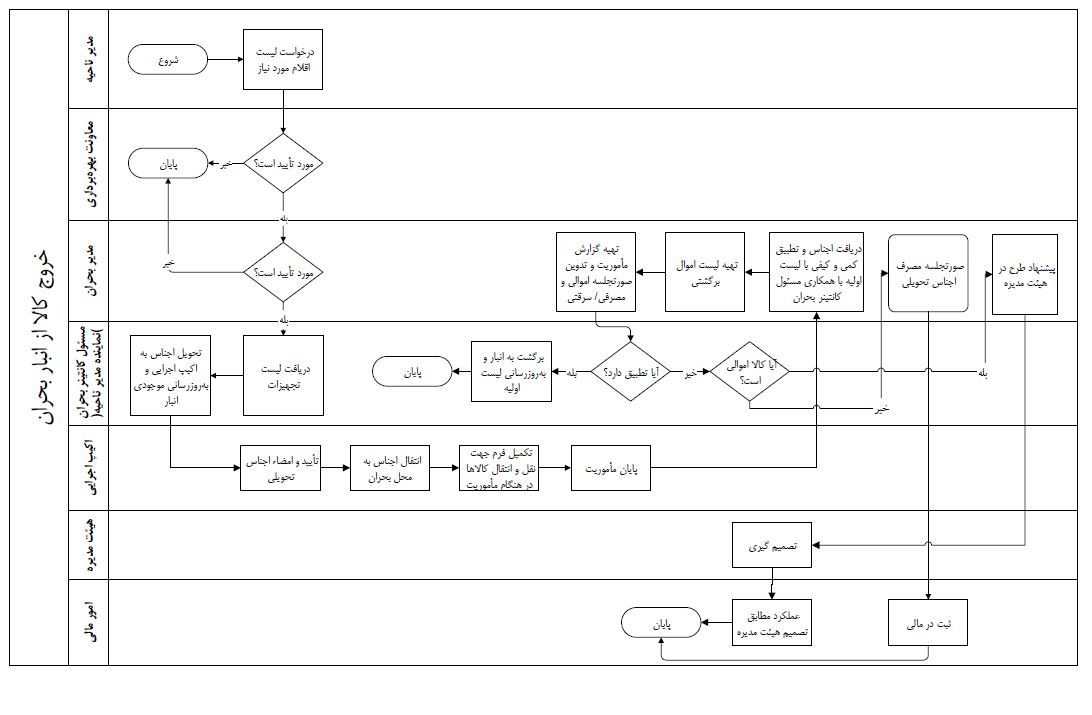 خروج کالا از انبار بحران
مدیر ناحیه
شروع
درخواست لیست
اقلام مورد نیاز
معاونت بهره‌برداری
مورد تأیید است؟
خیر
پایان
بله
مدیر بحران
مورد تأیید است؟
خیر
بله
تهیه گزارش
مأموریت و تدوین
صورتجلسه اموالی و
مصرفی/ سرقتی
تهیه لیست اموال
برگشتی
دریافت اجناس و تطبیق
کمی و کیفی با لیست
اولیه با همکاری مسئول
کانتینر بحران
صورتجلسه مصرف
اجناس تحویلی
پیشنهاد طرح در
هیئت مدیره
مسئول کانتینر بحران
)نماینده مدیر ناحیه(
تحویل اجناس به
اکیپ اجرایی و
به‌روزرسانی موجودی
انبار
دریافت لیست
تجهیزات
پایان
برگشت به انبار و
به‌روزرسانی لیست
اولیه
بله
آیا تطبیق دارد؟
خیر
آیا کالا اموالی
است؟
بله
خیر
اکیپ اجرایی
تأیید و امضاء اجناس
تحویلی
انتقال اجناس به
محل بحران
تکمیل فرم جهت
نقل و انتقال کالاها
در هنگام مأموریت
پایان مأموریت
هیئت مدیره
تصمیم گیری
امور مالی
پایان
عملکرد مطابق
تصمیم هیئت مدیره
ثبت در مالی